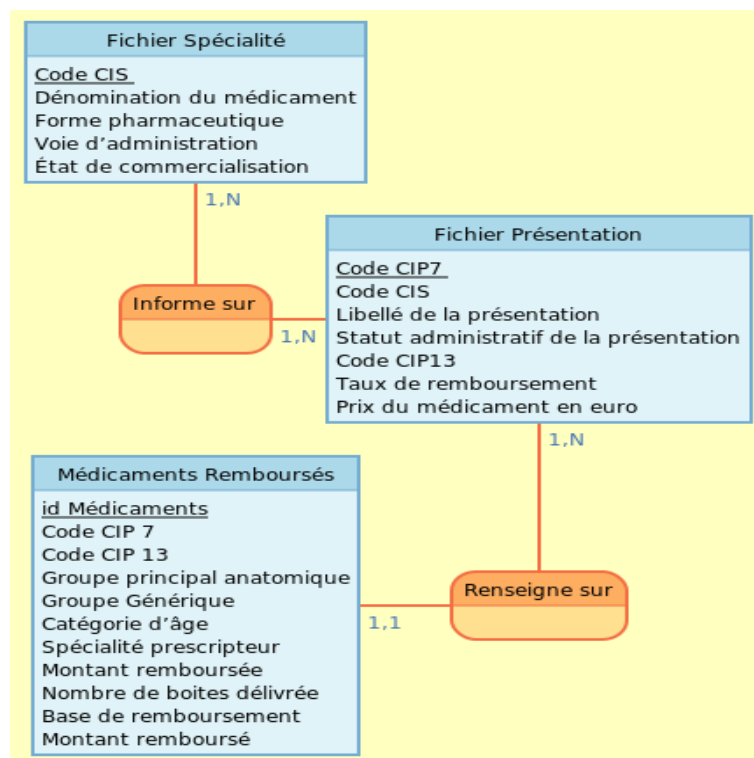 Fichier Spécialité
Code CIS
Dénomination du médicament
Forme pharmaceutique
Voie d’administration
État de commercialisation
1,N
Informe sur
1,N
Fichier Présentation
Code CIP7
Code CIS
Libellé de la présentation
Statut administratif de la présentation
Code CIP13
Taux de remboursement
Prix du médicament en euro
1,N
Renseigne sur
1,1
Médicaments Remboursés
id Médicaments
Code CIP 7
Code CIP 13
Groupe principal anatomique
Groupe Générique
Catégorie d’âge
Spécialité prescripteur
Montant remboursée
Nombre de boites délivrée
Base de remboursement
Montant remboursé